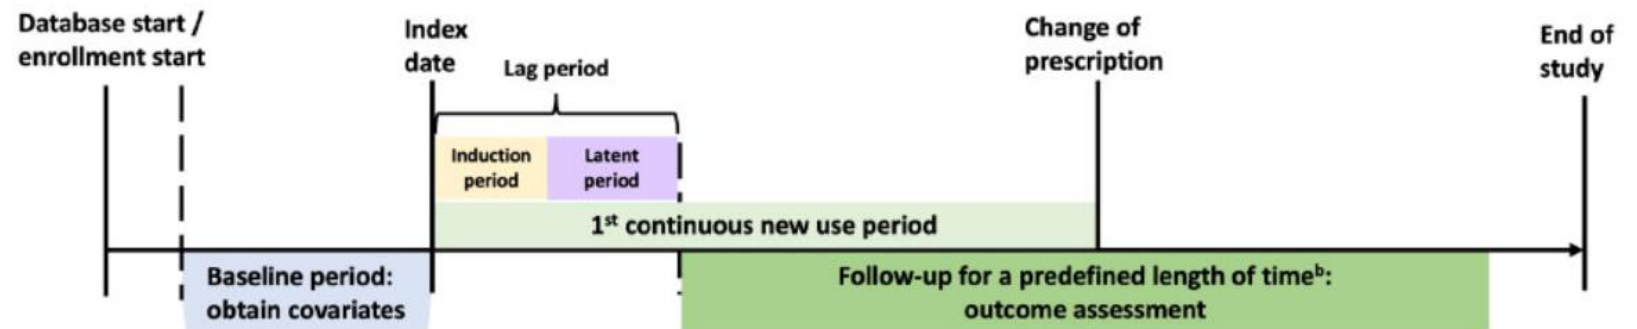 Database start /
enrollment start
Index
date
Lag period
Change of
prescription
End of
study
Induction
period
Latent
period
1st continuous new use period
Baseline period:
obtain covariates
Follow-up for a predefined length of timeb:
outcome assessment